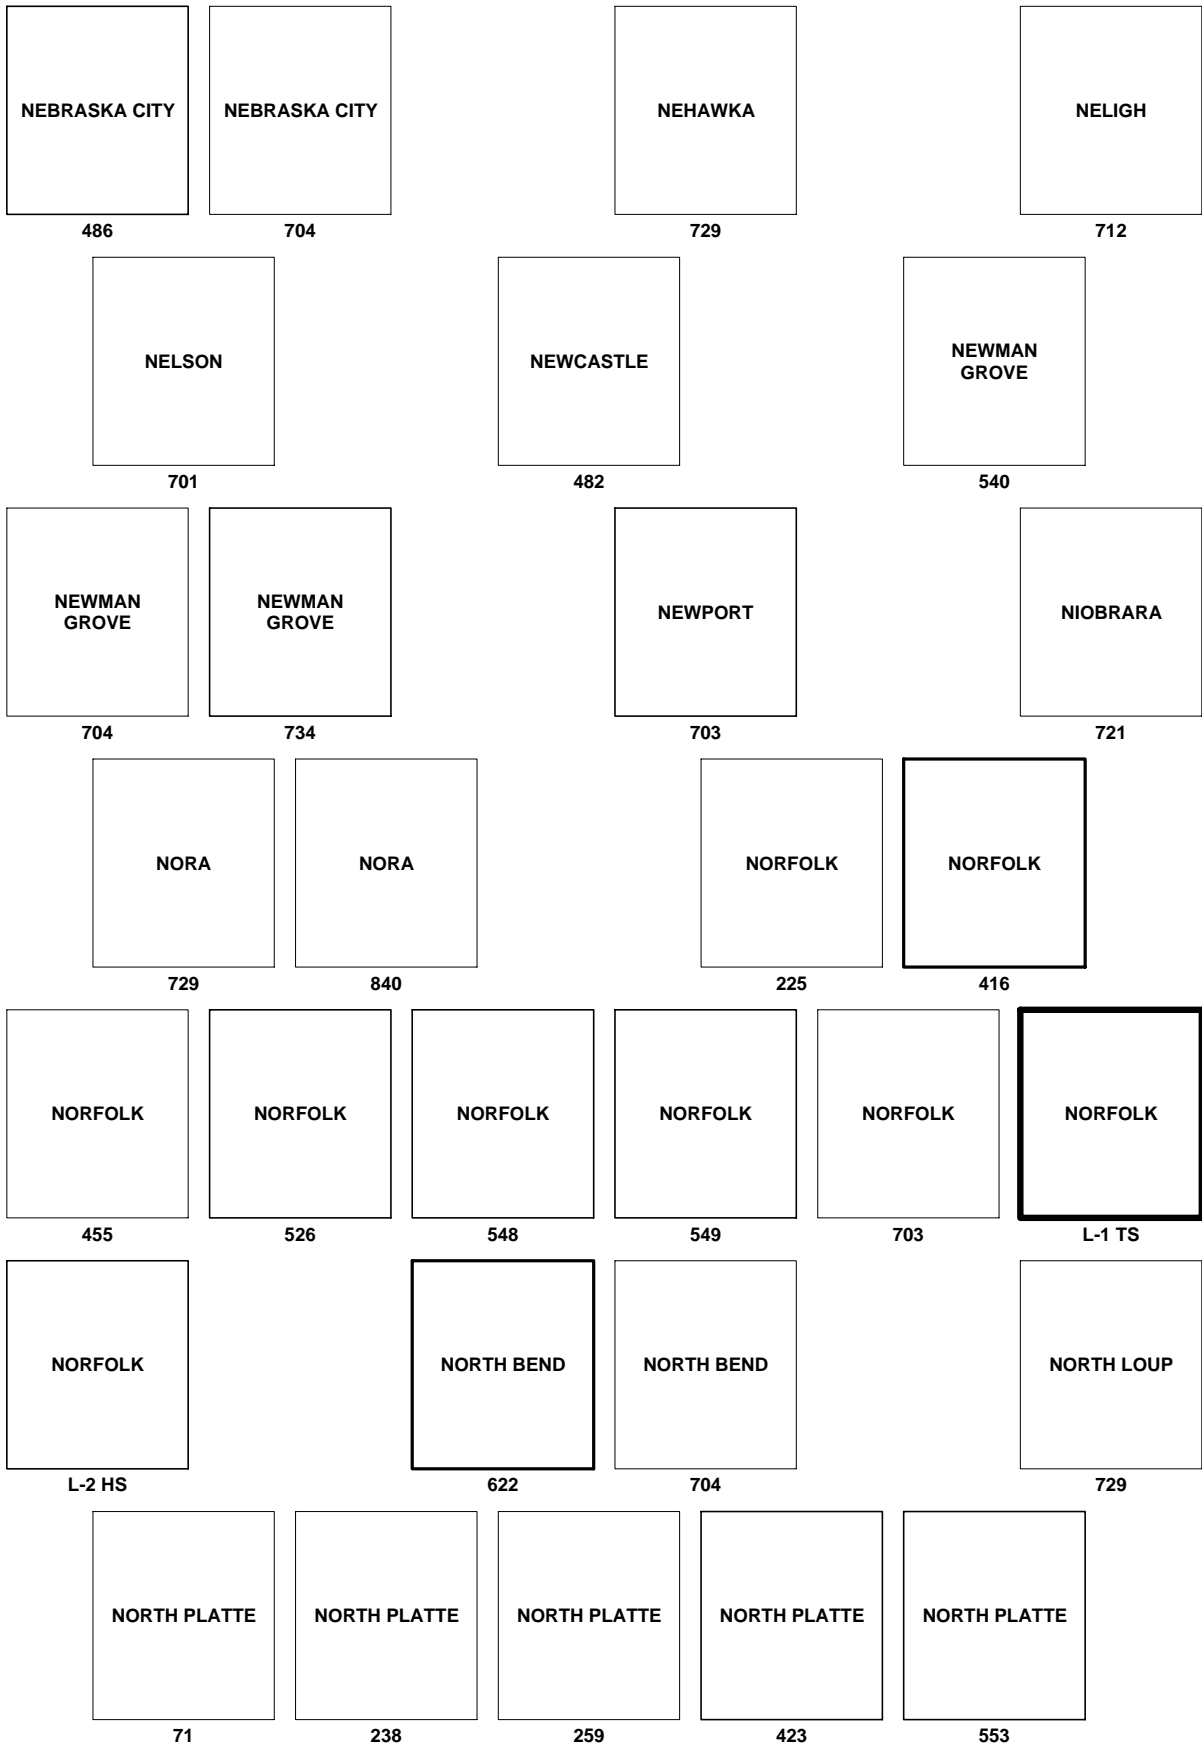 NEBRASKA CITY NEBRASKA CITY NEHAWKA NELIGH
486 704 729 712
NELSON NEWCASTLE NEWMAN GROVE
701 482 540
NEWMAN GROVE NEWMAN GROVE NEWPORT NIOBRARA
704 734 703 721
NORA NORA NORFOLK NORFOLK
729 840 225 416
NORFOLK NORFOLK NORFOLK NORFOLK NORFOLK NORFOLK
455 526 548 549 703 L-1 TS
NORFOLK NORTH BEND NORTH BEND NORTH LOUP
L-2 HS 622 704 729
NORTH PLATTE NORTH PLATTE NORTH PLATTE NORTH PLATTE NORTH PLATTE
71 238 259 423 553